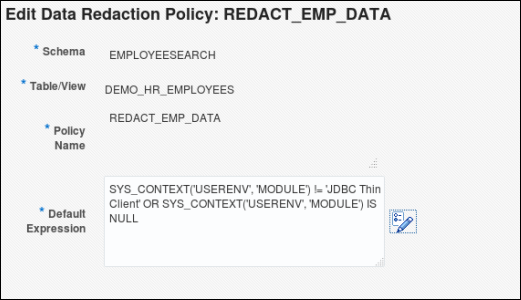 Edit Data Redaction Policy: REDACT_EMP_DATA
* Schema EMPLOYEESEARCH
* Table/View DEMO_HR_EMPLOYEES
* Policy Name REDACT_EMP_DATA
* Default Expression SYS_CONTEXT('USERENV', 'MODULE') != 'JDBC Thin
Client' OR SYS_CONTEXT('USERENV', 'MODULE') IS
NULL